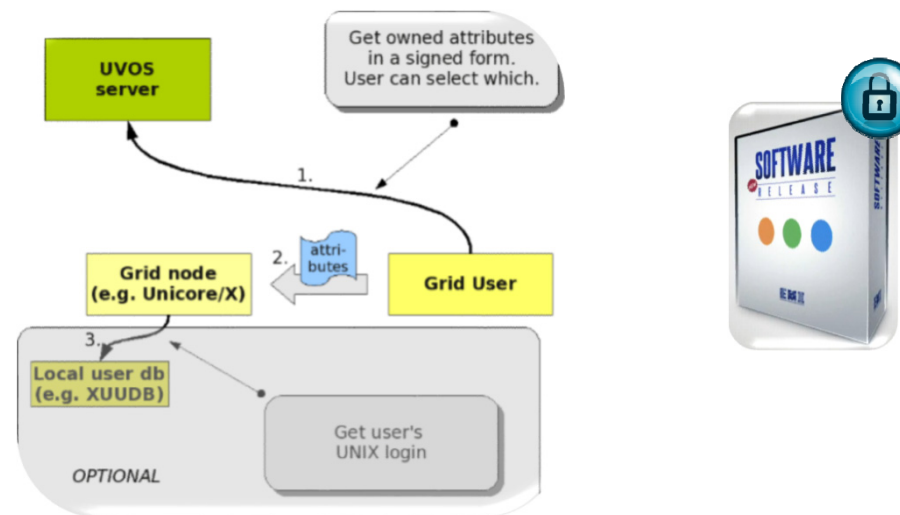 UVOS
server
Get owned attributes
in a signed form.
User can select which.
1.
Grid node
(e.g. Unicore/X)
2.
attri-
butes
Grid User
3.
Local user db
(e.g. XUUDB)
Get user's
UNIX login
OPTIONAL
SOFTWARE
RELEASE
SOFTWARE